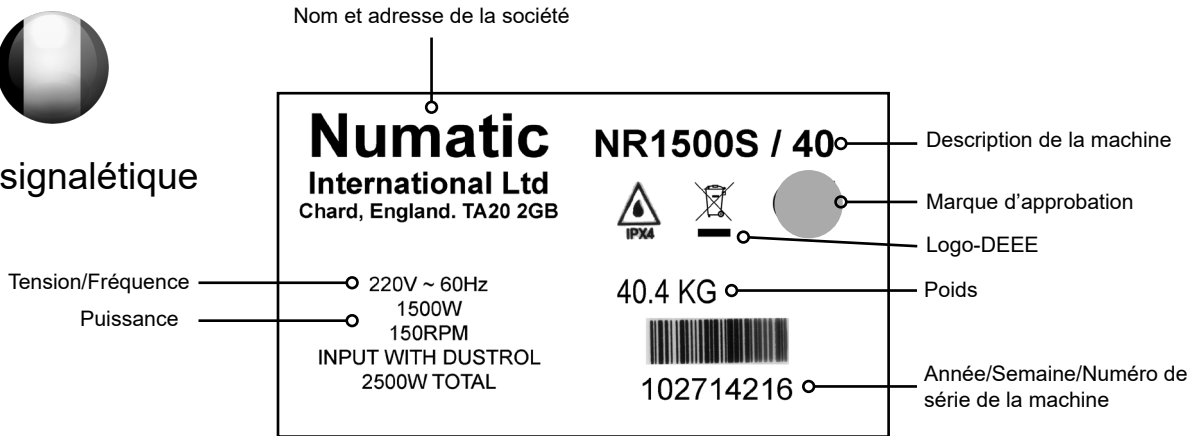 Nom et adresse de la société
signalétique
Numatic
International Ltd
Chard, England. TA20 2GB
NR1500S / 40
IPX4
Description de la machine
Marque d’approbation
Logo-DEEE
Tension/Fréquence
Puissance
220V ~ 60Hz
1500W
150RPM
INPUT WITH DUSTROL
2500W TOTAL
40.4 KG
Poids
102714216
Année/Semaine/Numéro de
série de la machine